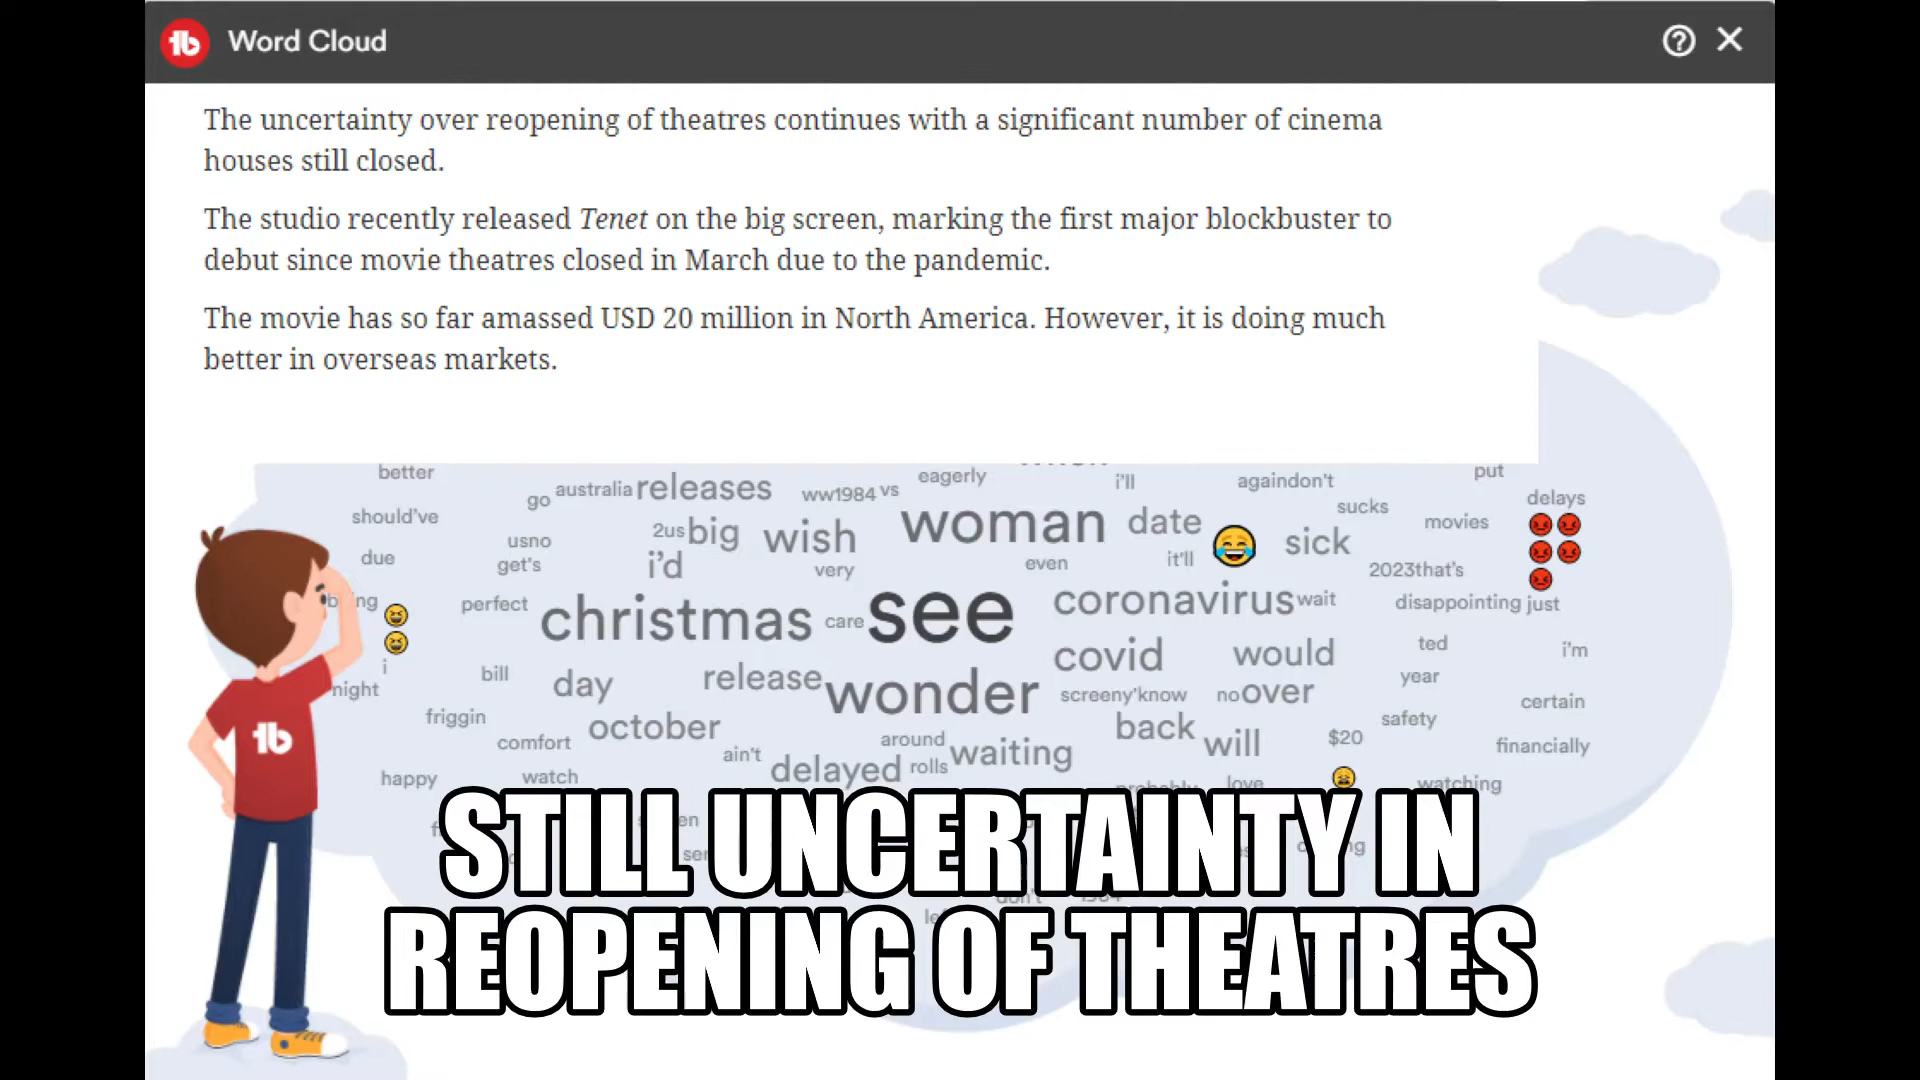 Word Cloud
The uncertainty over reopening of theatres continues with a significant number of cinema
houses still closed.
The studio recently released Tenet on the big screen, marking the first major blockbuster to
debut since movie theatres closed in March due to the pandemic.
The movie has so far amassed USD 20 million in North America. However, it is doing much
better in overseas markets.
better go australia releases ww1984 vs eagerly i'll againdon't put
should've 2us big wish woman date sucks movies delays
due usno get's i'd very even it'll sick 2023that's
perfect christmas care see coronavirus wait disappointing just
i bill day release wonder covid would ted i'm
night screeny'know no over year certain
friggin comfort october around back will safety
happy watch ain't delayed rolls waiting $20 financially
probably love watching
don't 1984
STILL UNCERTAINTY IN
REOPENING OF THEATRES